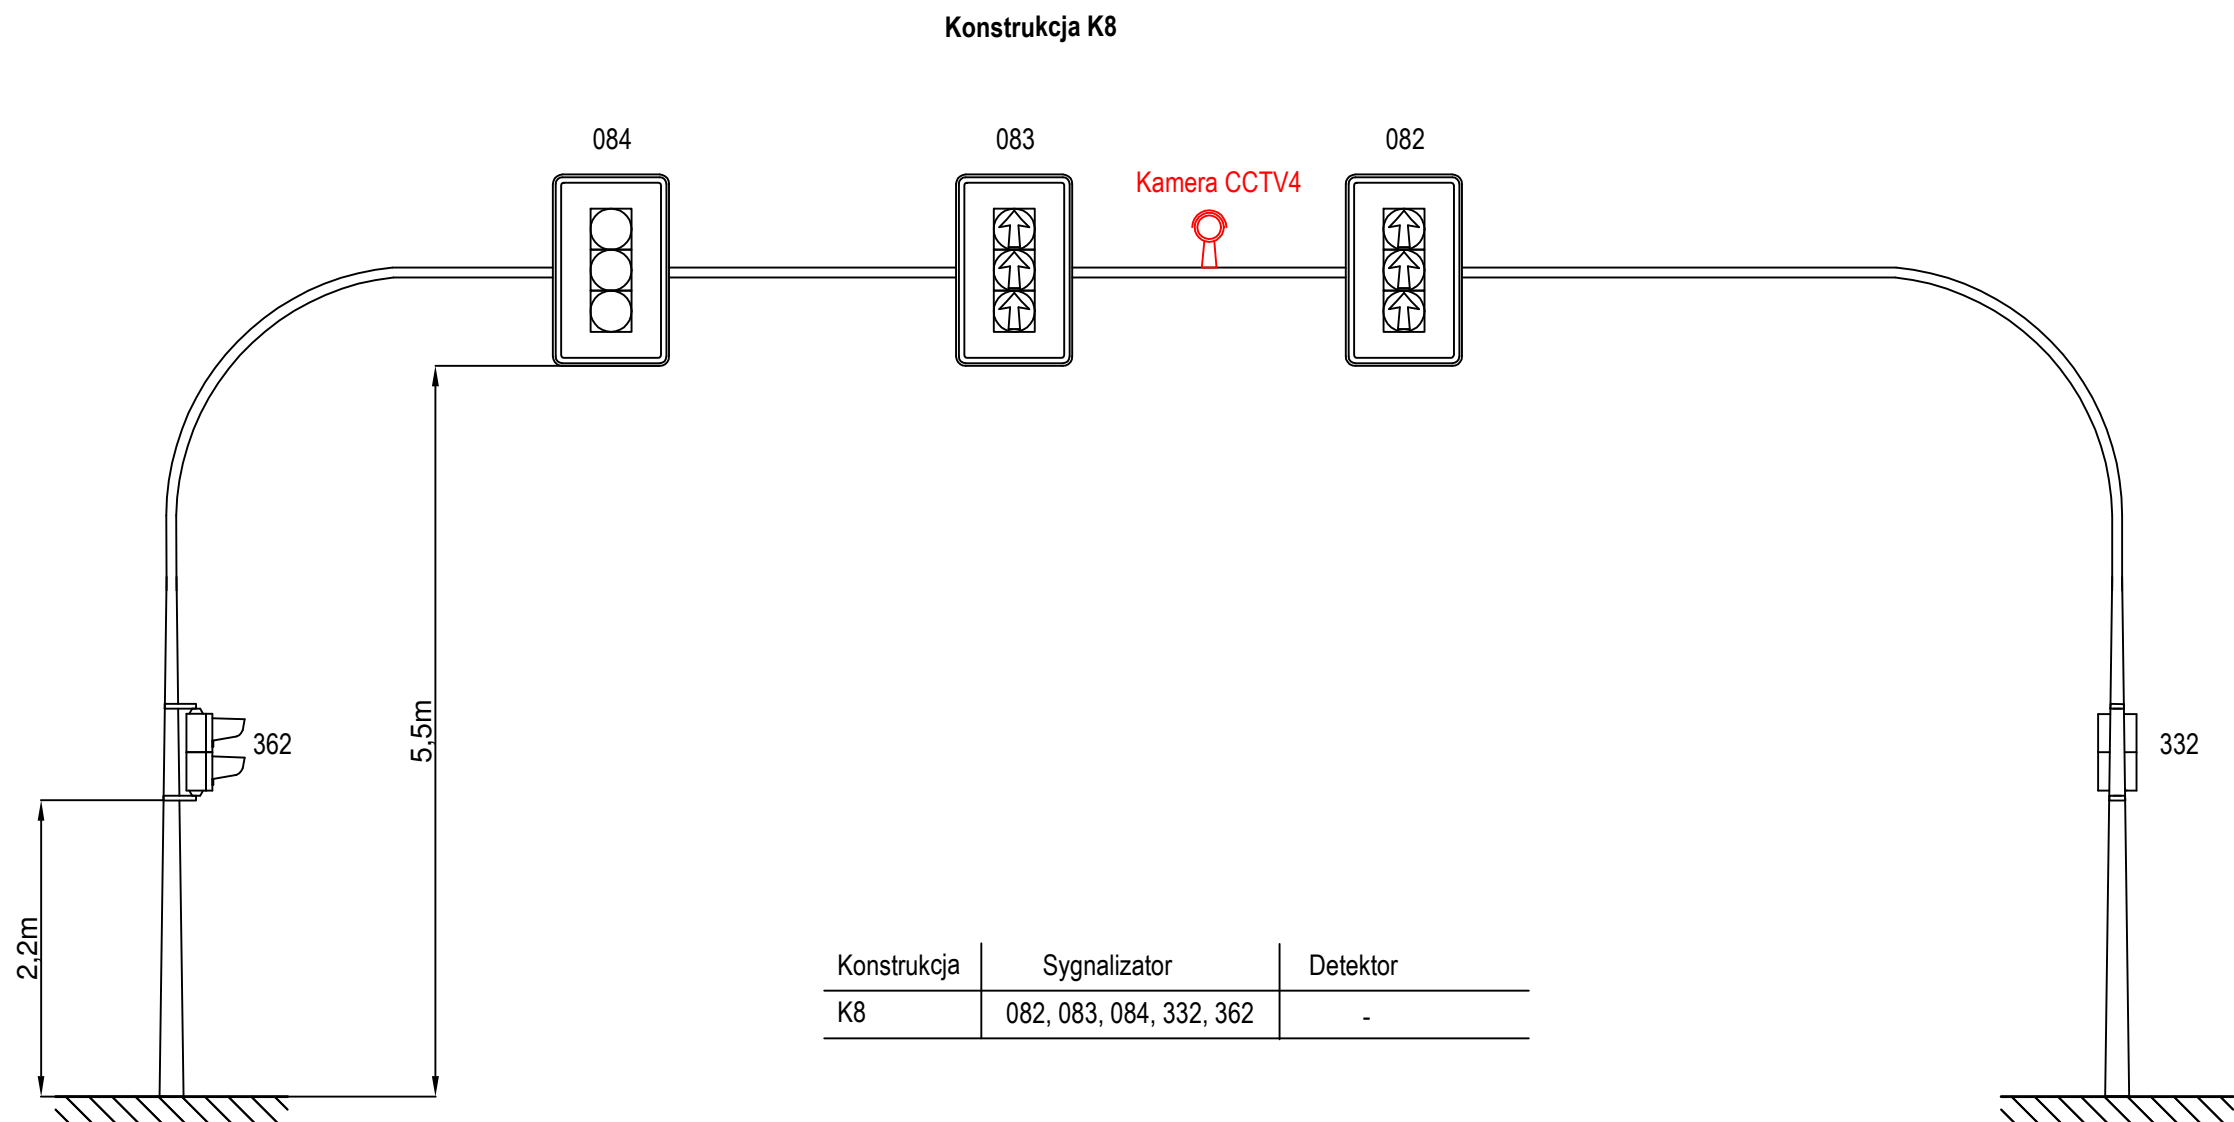 Konstrukcja K8
084
083
082
Kamera CCTV4
362
332
5,5m
2,2m
Konstrukcja Sygnalizator Detektor
K8 082, 083, 084, 332, 362 -